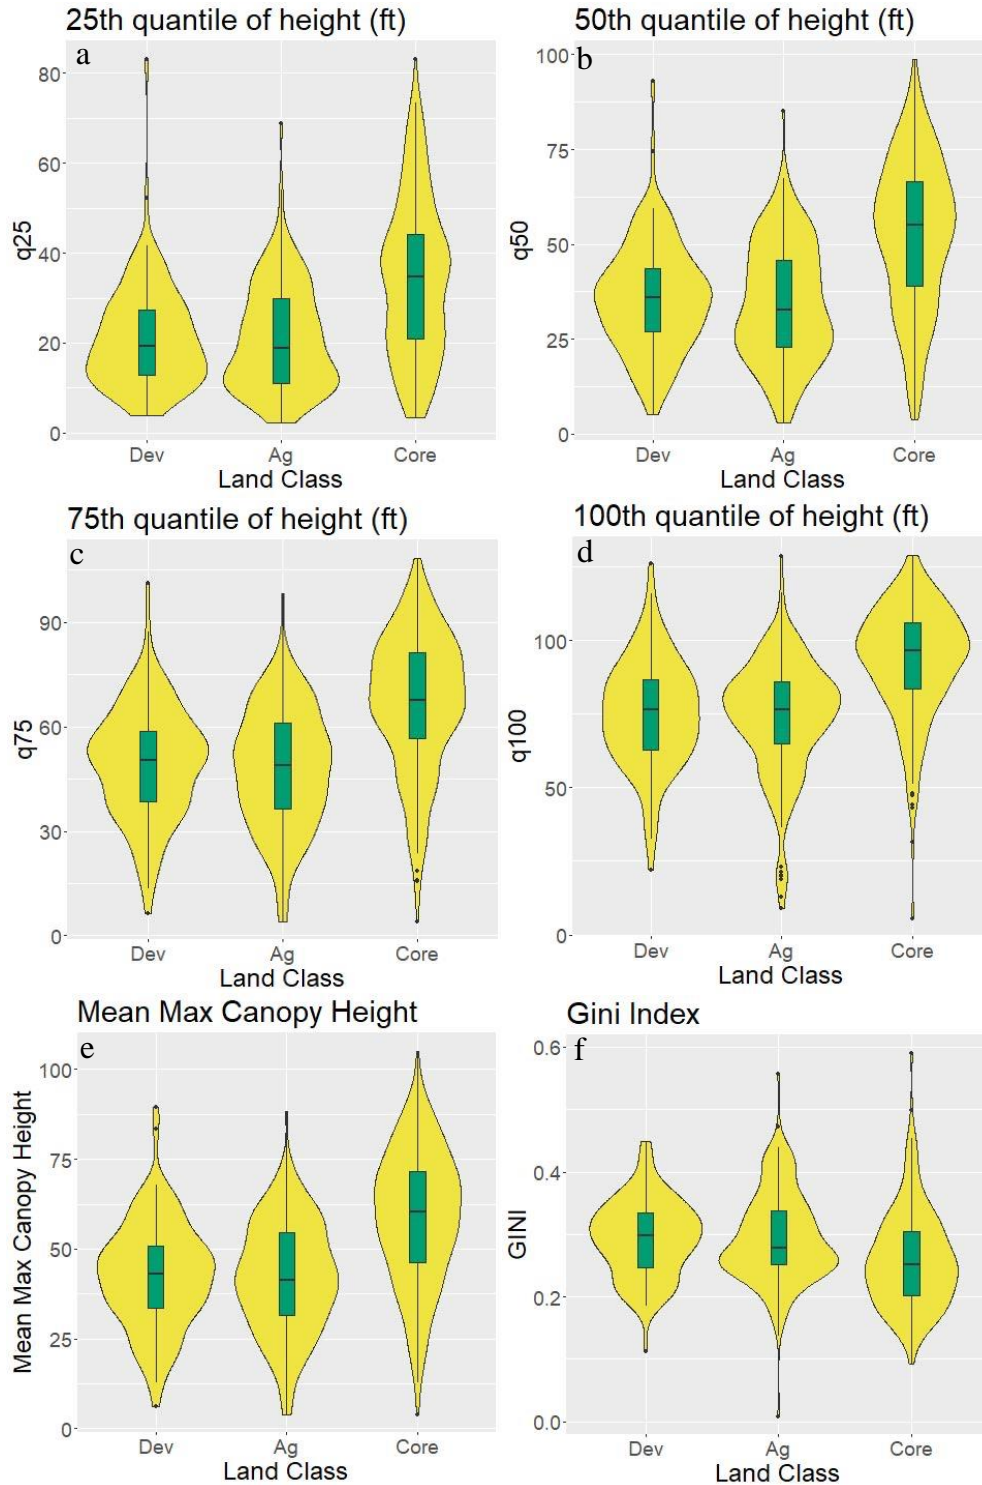 25th quantile of height (ft)
a
q25
80
60
40
20
0
Dev Ag Core
Land Class
50th quantile of height (ft)
b
q50
100
75
50
25
0
Dev Ag Core
Land Class
75th quantile of height (ft)
c
q75
90
60
30
0
Dev Ag Core
Land Class
100th quantile of height (ft)
d
q100
100
50
0
Dev Ag Core
Land Class
Mean Max Canopy Height
e
Mean Max Canopy Height
100
75
50
25
0
Dev Ag Core
Land Class
Gini Index
f
GINI
0.6
0.4
0.2
0.0
Dev Ag Core
Land Class